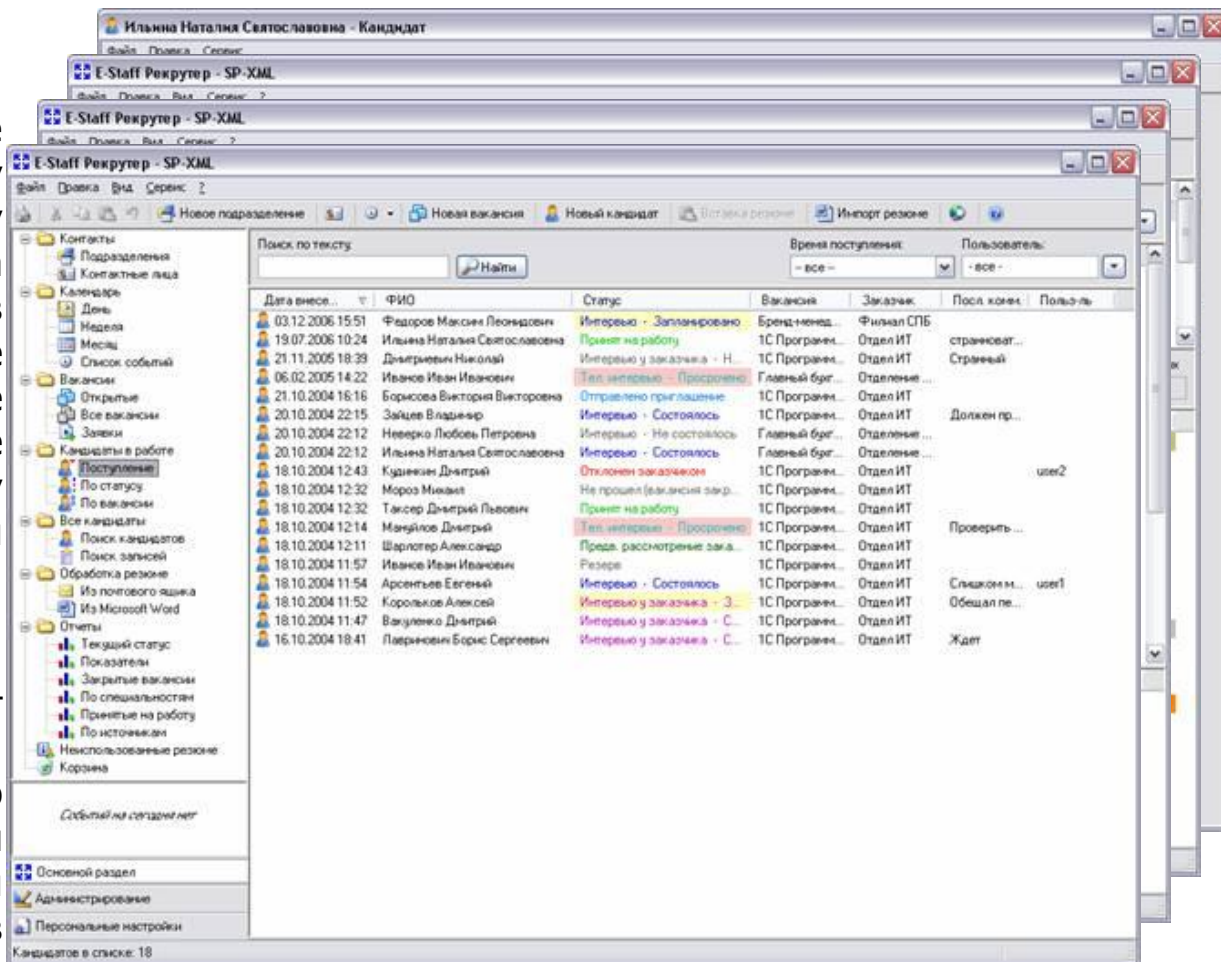 Ильина Наталия Святославовна - Кандидат
Файл Правка Сервис
E-Staff Рекрутер - SP-XML
Файл Правка Вид Сервис ?
E-Staff Рекрутер - SP-XML
Файл Правка Вид Сервис ?
E-Staff Рекрутер - SP-XML
Файл Правка Вид Сервис ?
Новое подразделение Новая вакансия Новый кандидат Вставка резюме Импорт резюме
Контакты
Подразделения
Контактные лица
Календарь
День
Неделя
Месяц
Список событий
Вакансии
Открытые
Все вакансии
Заявки
Кандидаты в работе
Поступление
По статусу
По вакансии
Все кандидаты
Поиск кандидатов
Поиск записей
Обработка резюме
Из почтового ящика
Из Microsoft Word
Отчеты
Текущий статус
Показатели
Закрытые вакансии
По специальностям
Принятые на работу
По источникам
Неиспользованные резюме
Корзина
Событий на сегодня нет
Основной раздел
Администрирование
Персональные настройки
Кандидатов в списке: 18
Поиск по тексту: Время поступления: Пользователь:
Найти - все - - все -
Дата внесе... ФИО Статус Вакансия Заказчик Посл. комм. Польз-ль
03.12.2006 15:51 Федоров Максим Леонидович Интервью - Запланировано Бренд-менед... Филиал СПБ
19.07.2006 10:24 Ильина Наталия Святославовна Принят на работу 1С Программ... Отдел ИТ странноват...
21.11.2005 18:39 Дмитриевич Николай Интервью у заказчика - Н... 1С Программ... Отдел ИТ Странный
06.02.2005 14:22 Иванов Иван Иванович Тел. интервью - Просрочено Главный бухг... Отделение ...
21.10.2004 16:16 Борисова Виктория Викторовна Отправлено приглашение 1С Программ... Отдел ИТ
20.10.2004 22:15 Зайцев Владимир Интервью - Состоялось 1С Программ... Отдел ИТ Должен пр...
20.10.2004 22:12 Неверко Любовь Петровна Интервью - Не состоялось Главный бухг... Отделение ...
20.10.2004 22:12 Ильина Наталия Святославовна Интервью - Состоялось Главный бухг... Отделение ...
18.10.2004 12:43 Кудинкин Дмитрий Отклонен заказчиком 1С Программ... Отдел ИТ user2
18.10.2004 12:32 Мороз Михаил Не прошел (вакансия закр... 1С Программ... Отдел ИТ
18.10.2004 12:32 Таксер Дмитрий Львович Принят на работу 1С Программ... Отдел ИТ
18.10.2004 12:14 Мануйлов Дмитрий Тел. интервью - Просрочено 1С Программ... Отдел ИТ Проверить ...
18.10.2004 12:11 Шарлотер Александр Предв. рассмотрение зака... 1С Программ... Отдел ИТ
18.10.2004 11:57 Иванов Иван Иванович Резерв 1С Программ... Отдел ИТ
18.10.2004 11:54 Арсентьев Евгений Интервью - Состоялось 1С Программ... Отдел ИТ Слишком м... user1
18.10.2004 11:52 Корольков Алексей Интервью у заказчика - З... 1С Программ... Отдел ИТ Обещал пе...
18.10.2004 11:47 Вакуленко Дмитрий Интервью у заказчика - С... 1С Программ... Отдел ИТ
16.10.2004 18:41 Лавринович Борис Сергеевич Интервью у заказчика - С... 1С Программ... Отдел ИТ Ждет